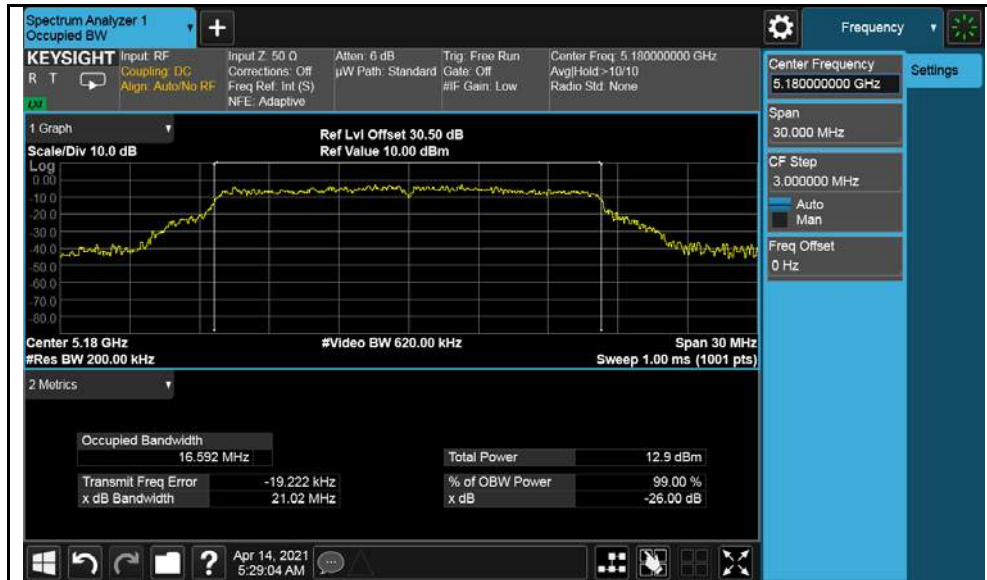 Spectrum Analyzer 1
Occupied BW
+
Frequency
KEYSIGHT
R T
LXI
Input: RF
Coupling: DC
Align: Auto/No RF
Input Z: 50 Ω
Corrections: Off
Freq Ref: Int (S)
NFE: Adaptive
Atten: 6 dB
µW Path: Standard
Trig: Free Run
Gate: Off
#IF Gain: Low
Center Freq: 5.180000000 GHz
Avg|Hold:>10/10
Radio Std: None
Center Frequency
5.180000000 GHz
Settings
Span
30.000 MHz
CF Step
3.000000 MHz
Auto
Man
Freq Offset
0 Hz
1 Graph
Scale/Div 10.0 dB
Ref Lvl Offset 30.50 dB
Ref Value 10.00 dBm
Log
0.00
-10.0
-20.0
-30.0
-40.0
-50.0
-60.0
-70.0
-80.0
Center 5.18 GHz
#Video BW 620.00 kHz
Span 30 MHz
#Res BW 200.00 kHz
Sweep 1.00 ms (1001 pts)
2 Metrics
Occupied Bandwidth
16.592 MHz
Total Power 12.9 dBm
Transmit Freq Error -19.222 kHz
% of OBW Power 99.00 %
x dB Bandwidth 21.02 MHz
x dB -26.00 dB
?
Apr 14, 2021
5:29:04 AM